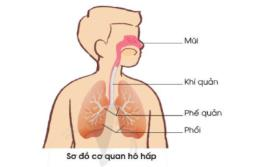 Mũi
Khí quản
Phế quản
Phổi
Sơ đồ cơ quan hô hấp